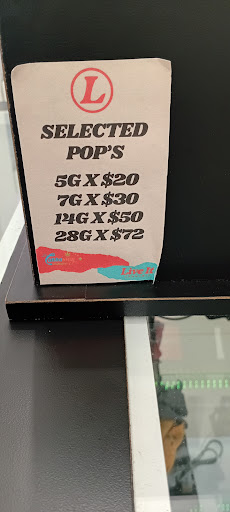 L
SELECTED
POP'S
5G X $20
7G X $30
14G X $50
28G X $72
Live It